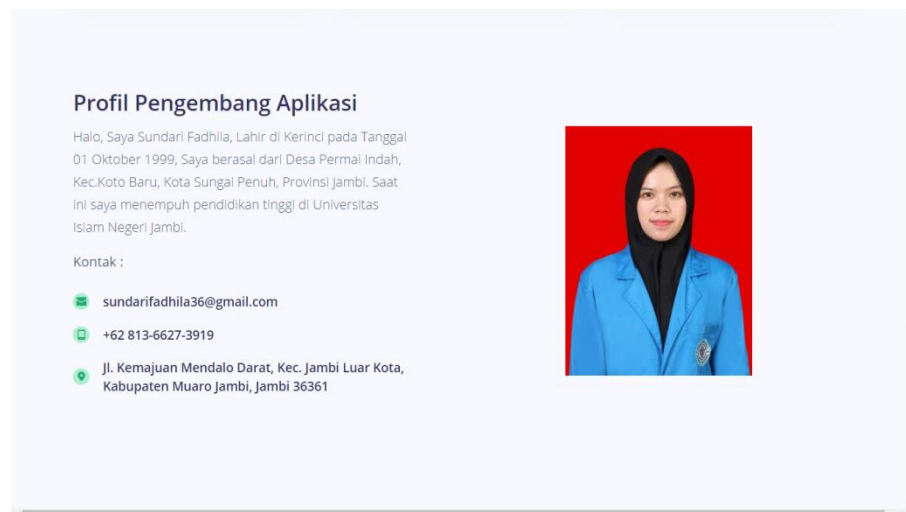 Profil Pengembang Aplikasi
Halo, Saya Sundari Fadhila, Lahir di Kerinci pada Tanggal
01 Oktober 1999, Saya berasal dari Desa Permai Indah,
Kec.Koto Baru, Kota Sungai Penuh, Provinsi Jambi. Saat
ini saya menempuh pendidikan tinggi di Universitas
Islam Negeri Jambi.
Kontak :
sundarifadhila36@gmail.com
+62 813-6627-3919
Jl. Kemajuan Mendalo Darat, Kec. Jambi Luar Kota,
Kabupaten Muaro Jambi, Jambi 36361